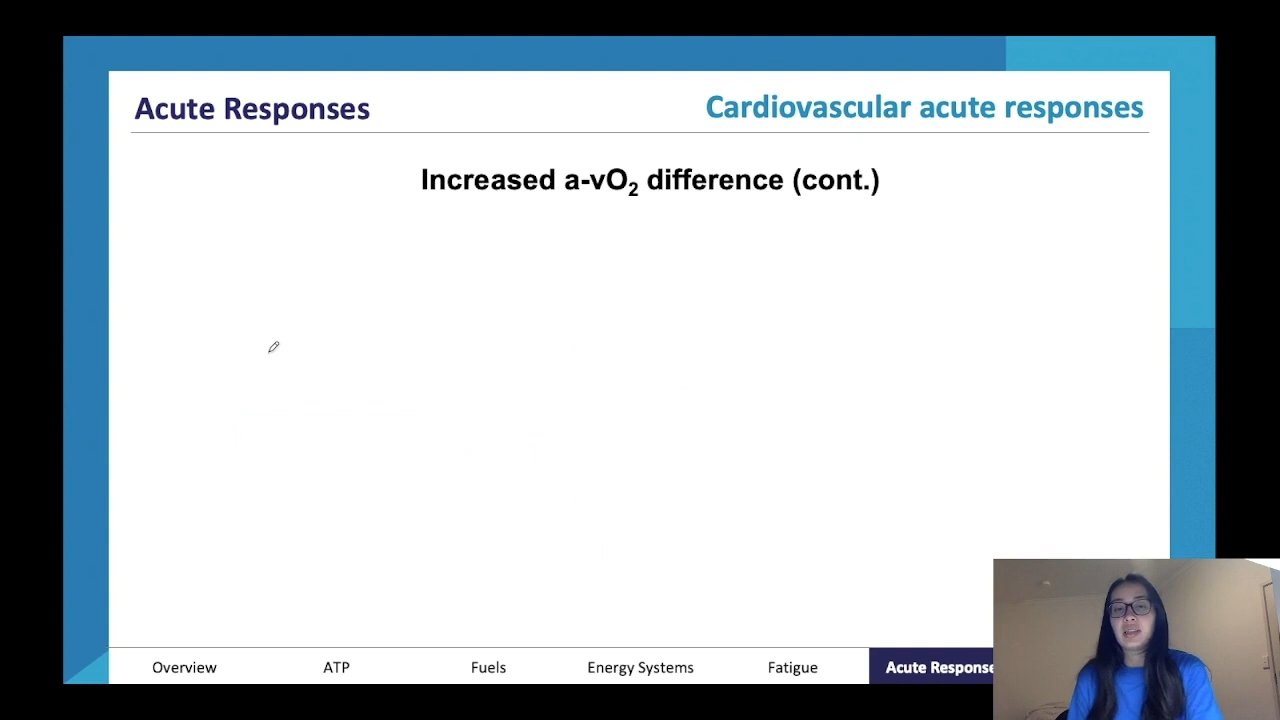 Acute Responses
Cardiovascular acute responses
Increased a-vO₂ difference (cont.)
Overview
ATP
Fuels
Energy Systems
Fatigue
Acute Response